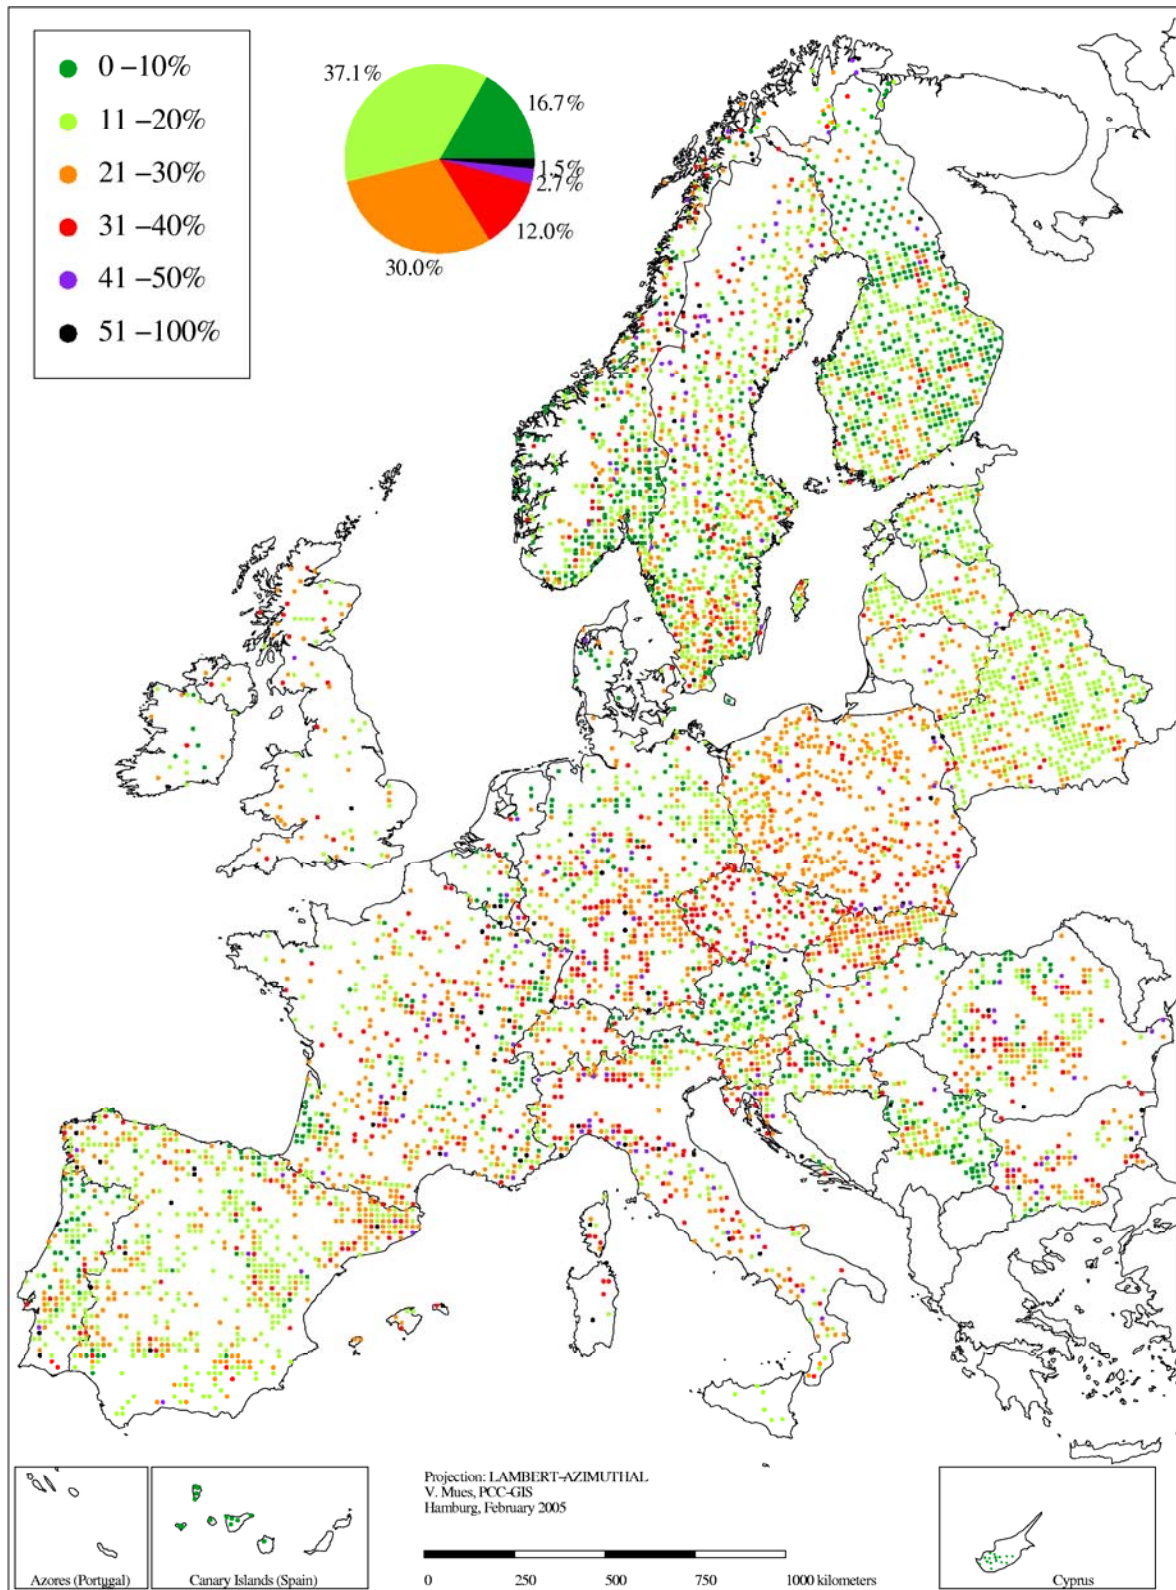 0 –10%
11 –20%
21 –30%
31 –40%
41 –50%
51 –100%
37.1%
16.7%
1.5%
2.7%
12.0%
30.0%
Projection: LAMBERT-AZIMUTHAL
V. Mues, PCC-GIS
Hamburg, February 2005
0 250 500 750 1000 kilometers
Azores (Portugal)
Canary Islands (Spain)
Cyprus